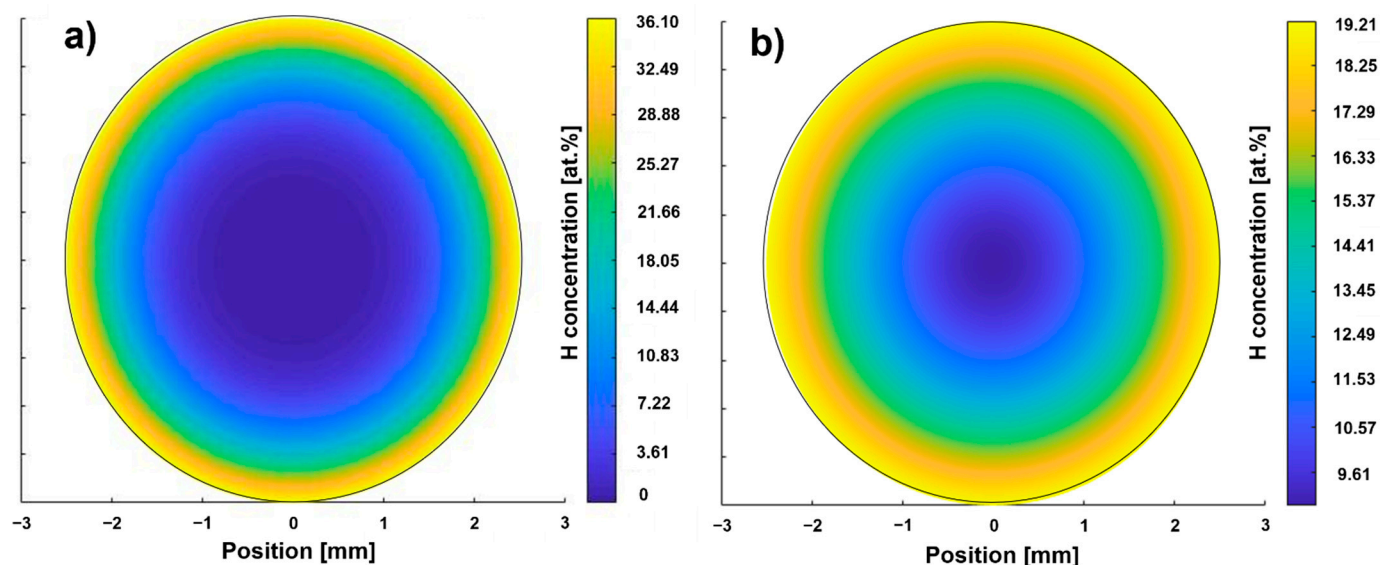 a)
36.10
32.49
28.88
25.27
21.66
18.05
14.44
10.83
7.22
3.61
0
H concentration [at.%]
−3 −2 −1 0 1 2 3
Position [mm]
b)
19.21
18.25
17.29
16.33
15.37
14.41
13.45
12.49
11.53
10.57
9.61
H concentration [at.%]
−3 −2 −1 0 1 2 3
Position [mm]